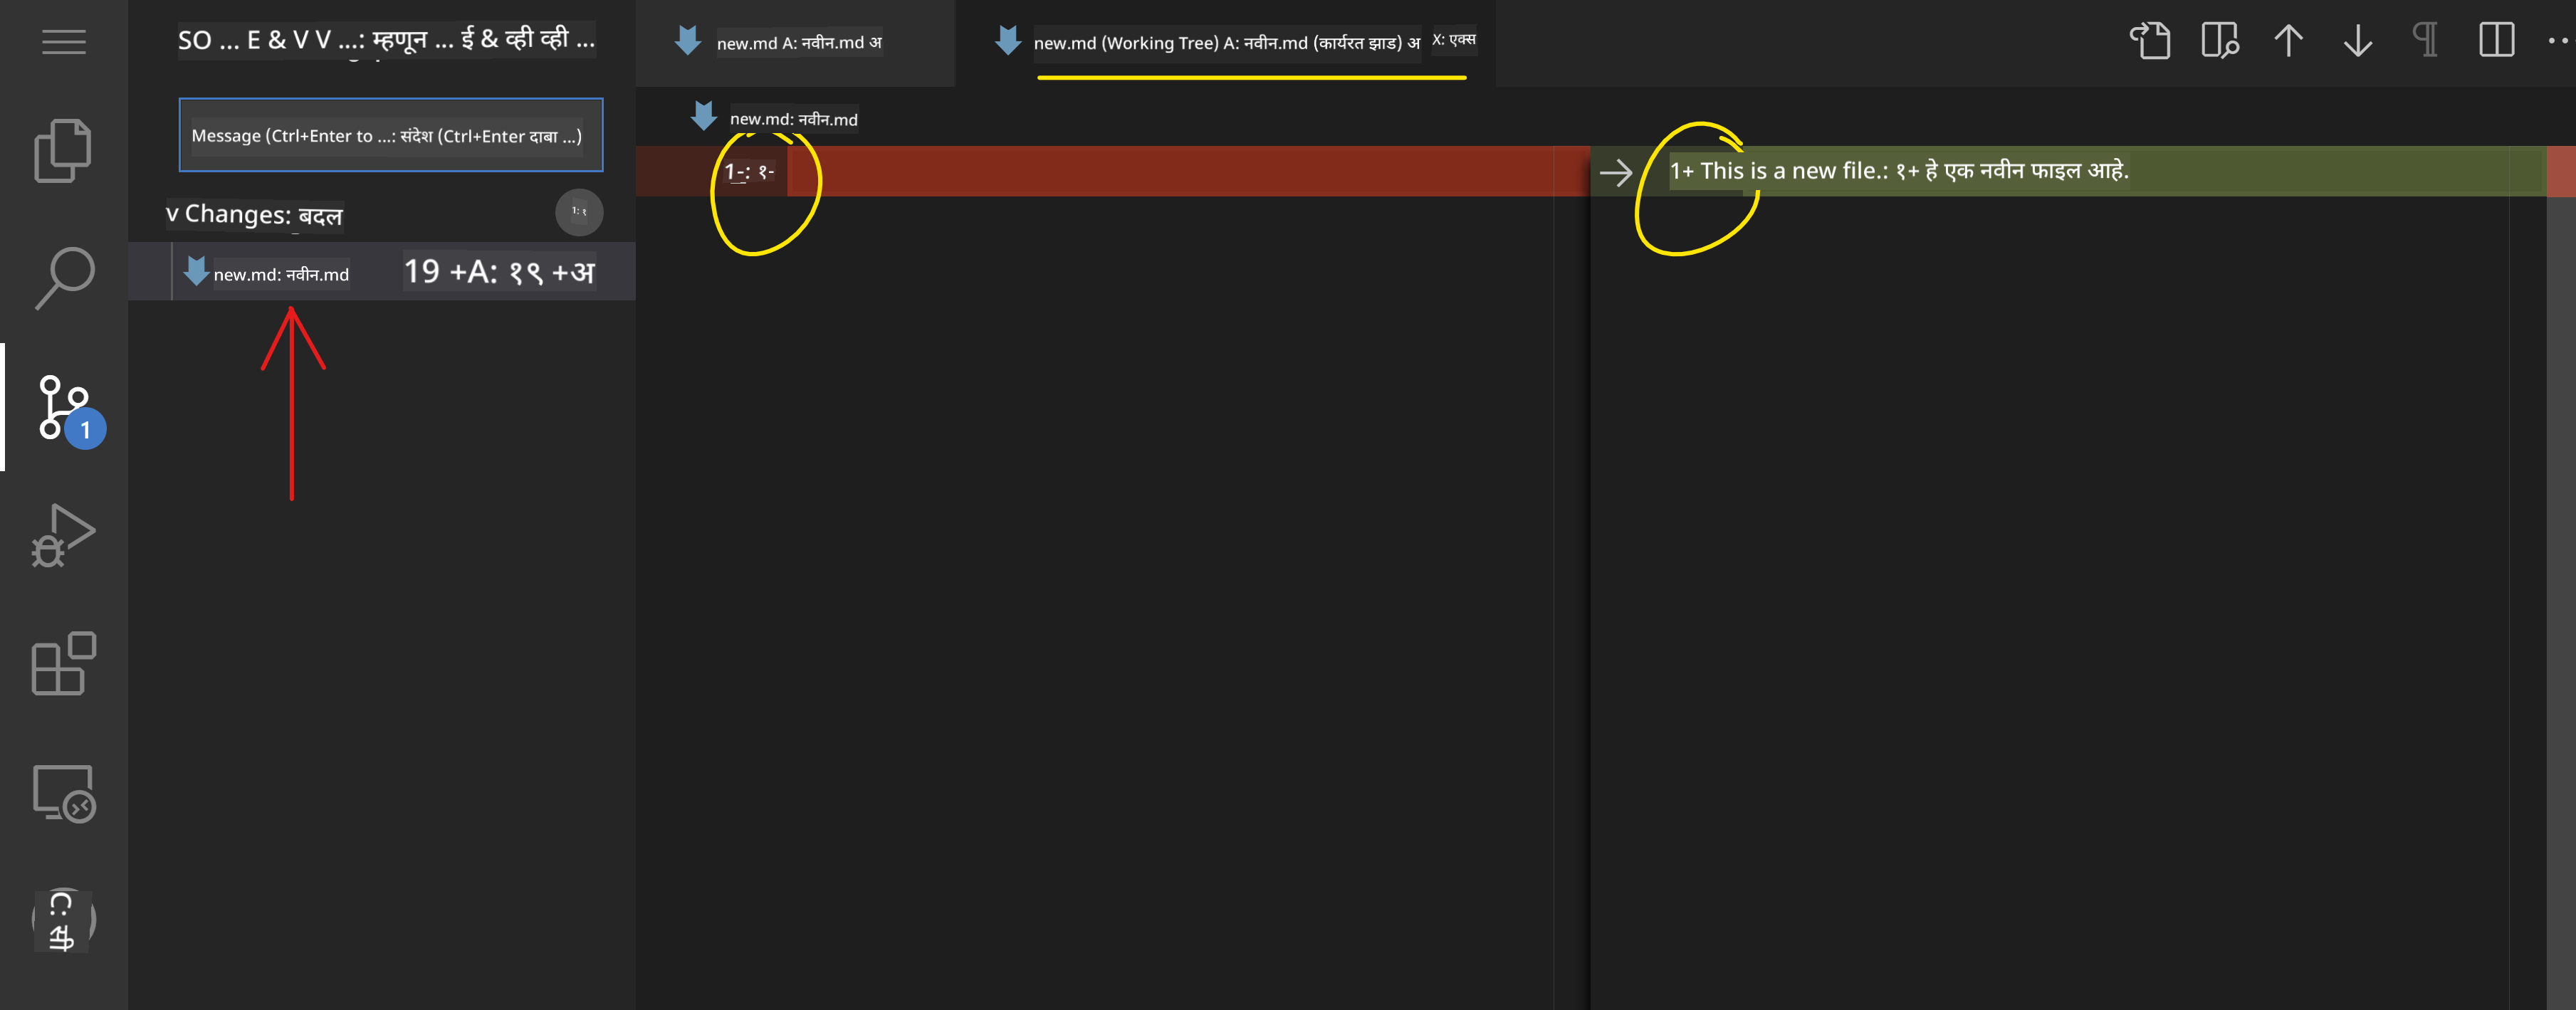 SO ... E & V V ...: म्हणून ... ई & व्ही व्ही ...
new.md A: नवीन.md अ
new.md (Working Tree) A: नवीन.md (कार्यरत झाड) अ
X: एक्स
Message (Ctrl+Enter to ...: संदेश (Ctrl+Enter दाबा ...)
new.md: नवीन.md
1-: १-
1+ This is a new file.: १+ हे एक नवीन फाइल आहे.
v Changes: बदल
1: १
new.md: नवीन.md
19 +A: १९ +अ
1
C: सी